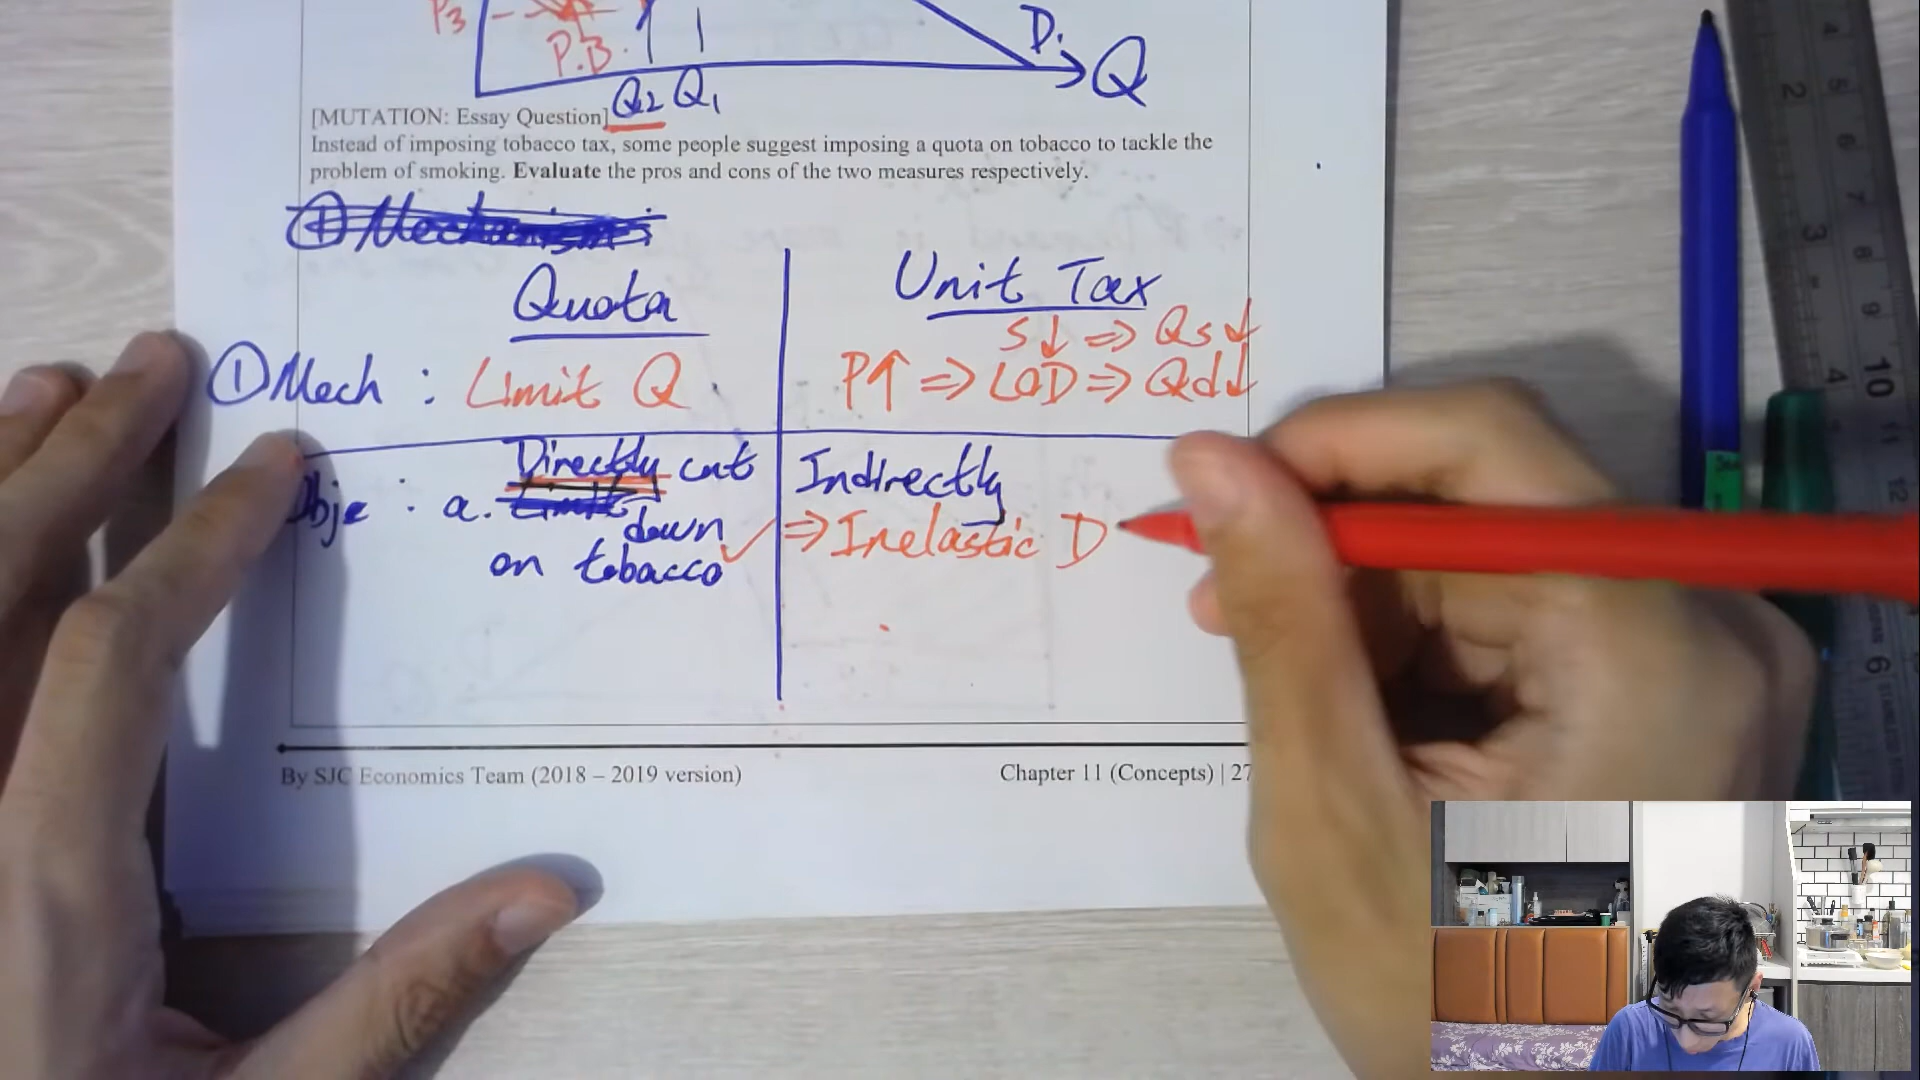 P3
P.B.
D.
Q
Q2 Q1
[MUTATION: Essay Question]
Instead of imposing tobacco tax, some people suggest imposing a quota on tobacco to tackle the
problem of smoking. Evaluate the pros and cons of the two measures respectively.
① Mechanism:
Quota
Unit Tax
① Mech : Limit Q
S↓ => Qs↓
P↑ => LOD => Qd↓
Obje : a. Directly cut
down
on tobacco ✓
Indirectly
=> Inelastic D
By SJC Economics Team (2018 – 2019 version)
Chapter 11 (Concepts) | 27